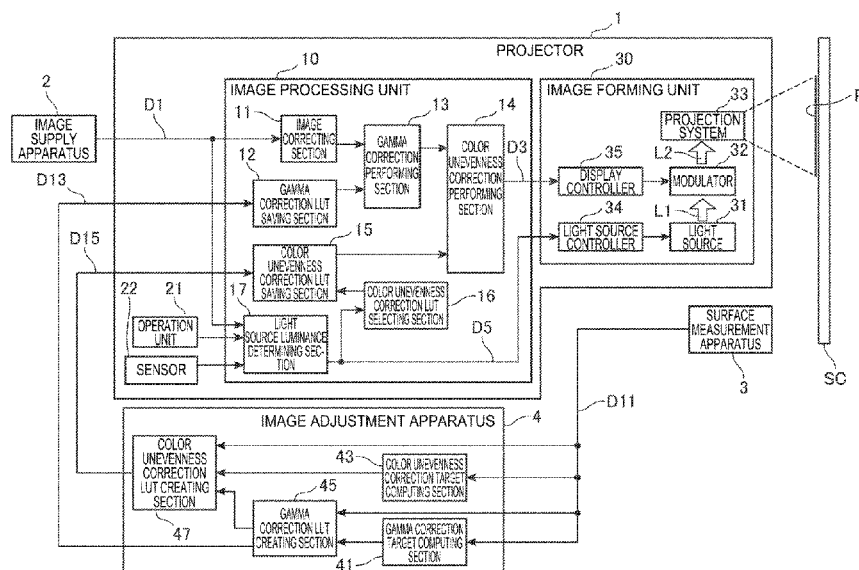 1
PROJECTOR
10
IMAGE PROCESSING UNIT
30
IMAGE FORMING UNIT
2
IMAGE
SUPPLY
APPARATUS
D1
11
IMAGE
CORRECTING
SECTION
13
GAMMA
CORRECTION
PERFORMING
SECTION
14
COLOR
UNEVENNESS
CORRECTION
PERFORMING
SECTION
33
PROJECTION
SYSTEM
P
L2
32
MODULATOR
D3
35
DISPLAY
CONTROLLER
D13
12
GAMMA
CORRECTION LUT
SAVING SECTION
34
LIGHT SOURCE
CONTROLLER
L1
31
LIGHT
SOURCE
D15
15
COLOR
UNEVENNESS
CORRECTION LUT
SAVING SECTION
16
COLOR UNEVENNESS
CORRECTION LUT
SELECTING SECTION
22
21
17
OPERATION
UNIT
LIGHT
SOURCE LUMINANCE
DETERMINING SEC-
TION
D5
SENSOR
SURFACE
MEASUREMENT
APPARATUS
3
SC
D11
IMAGE ADJUSTMENT APPARATUS
4
COLOR
UNEVENNESS
CORRECTION
LUT CREATING
SECTION
47
43
COLOR UNEVENNESS
CORRECTION TARGET
COMPUTING SECTION
45
GAMMA
CORRECTION LUT
CREATING SECTION
GAMMA CORRECTION
TARGET COMPUTING
SECTION
41